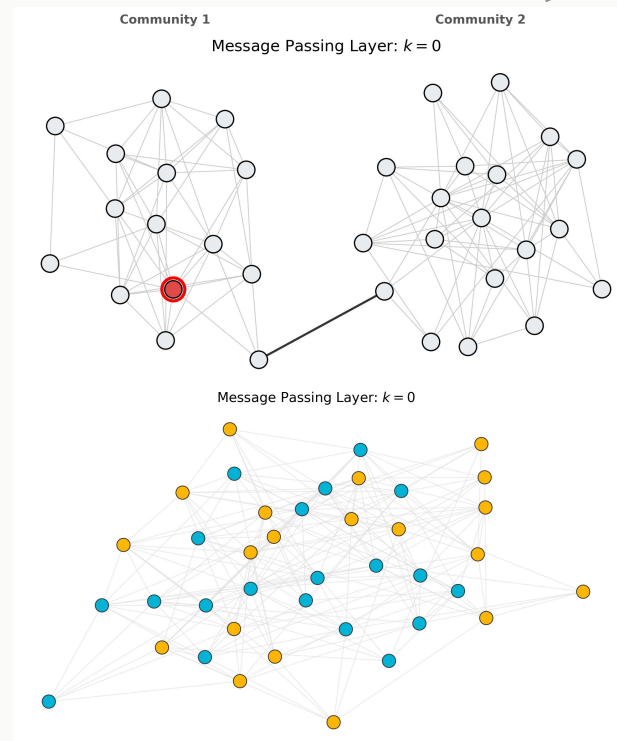 Community 1 Community 2
Message Passing Layer: k = 0
Message Passing Layer: k = 0